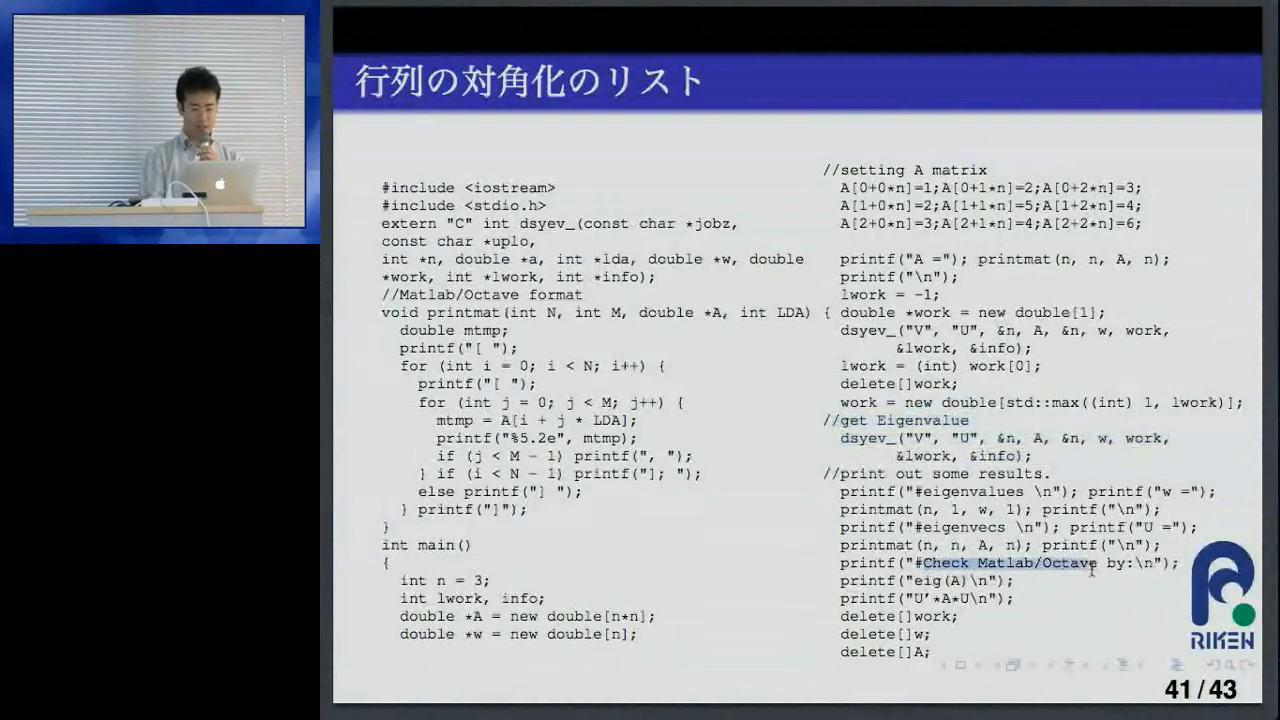 行列の対角化のリスト
#include <iostream>
#include <stdio.h>
extern "C" int dsyev_(const char *jobz,
const char *uplo,
int *n, double *a, int *lda, double *w, double
*work, int *lwork, int *info);
//Matlab/Octave format
void printmat(int N, int M, double *A, int LDA) {
double mtmp;
printf("[ ");
for (int i = 0; i < N; i++) {
printf("[ ");
for (int j = 0; j < M; j++) {
mtmp = A[i + j * LDA];
printf("%5.2e", mtmp);
if (j < M - 1) printf(", ");
} if (i < N - 1) printf("]; ");
else printf("] ");
} printf("]");
}
int main()
{
int n = 3;
int lwork, info;
double *A = new double[n*n];
double *w = new double[n];
//setting A matrix
A[0+0*n]=1;A[0+1*n]=2;A[0+2*n]=3;
A[1+0*n]=2;A[1+1*n]=5;A[1+2*n]=4;
A[2+0*n]=3;A[2+1*n]=4;A[2+2*n]=6;
printf("A ="); printmat(n, n, A, n);
printf("\n");
lwork = -1;
double *work = new double[1];
dsyev_("V", "U", &n, A, &n, w, work,
&lwork, &info);
lwork = (int) work[0];
delete[]work;
work = new double[std::max((int) 1, lwork)];
//get Eigenvalue
dsyev_("V", "U", &n, A, &n, w, work,
&lwork, &info);
//print out some results.
printf("#eigenvalues \n"); printf("w =");
printmat(n, 1, w, 1); printf("\n");
printf("#eigenvecs \n"); printf("U =");
printmat(n, n, A, n); printf("\n");
printf("#Check Matlab/Octave by:\n");
printf("eig(A)\n");
printf("U'*A*U\n");
delete[]work;
delete[]w;
delete[]A;
RIKEN
41 / 43